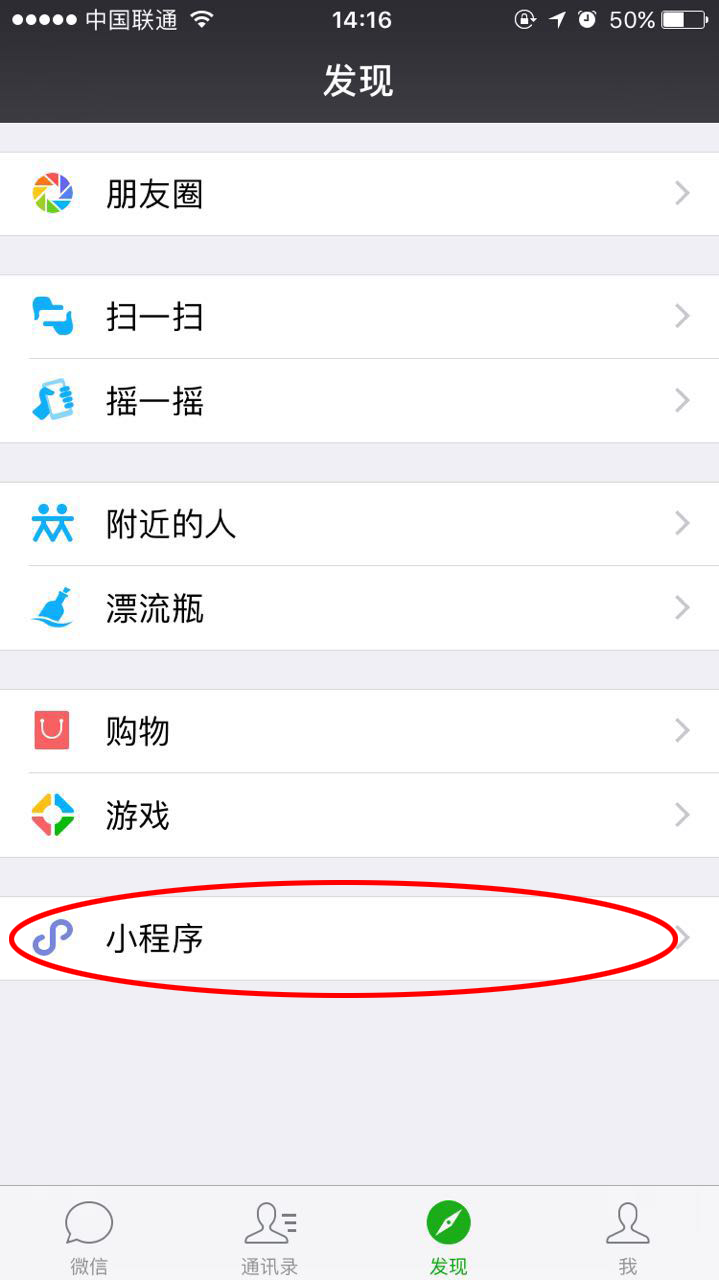 中国联通 14:16 50%
发现
朋友圈
扫一扫
摇一摇
附近的人
漂流瓶
购物
游戏
小程序
微信 通讯录 发现 我